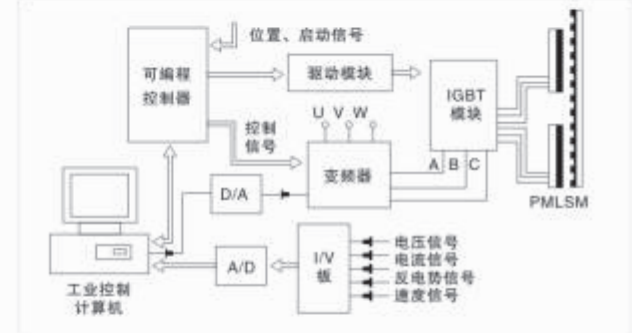 位置、启动信号
可编程
控制器
驱动模块
IGBT
模块
U V W
控制
信号
变频器
A B C
D/A
PMLSM
A/D
I/V
板
电压信号
电流信号
反电势信号
速度信号
工业控制
计算机